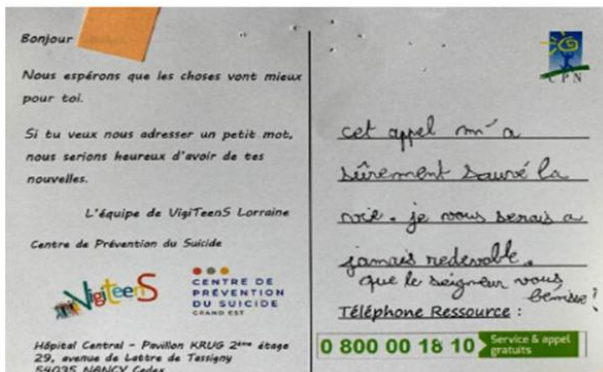 Bonjour
Nous espérons que les choses vont mieux
pour toi.
Si tu veux nous adresser un petit mot,
nous serions heureux d'avoir de tes
nouvelles.
L'équipe de VigiTeenS Lorraine
Centre de Prévention du Suicide
VigiteenS
CENTRE DE
PRÉVENTION
DU SUICIDE
GRAND EST
Hôpital Central - Pavillon KRUG 2ème étage
29, avenue de Lattre de Tassigny
54035 NANCY Cedex
CPN
cet appel m'a
sûrement sauvé la
vie. je vous serais a
jamais redevable.
que le seigneur vous
benisse!
Téléphone Ressource :
0 800 00 18 10
Service & appel
gratuits